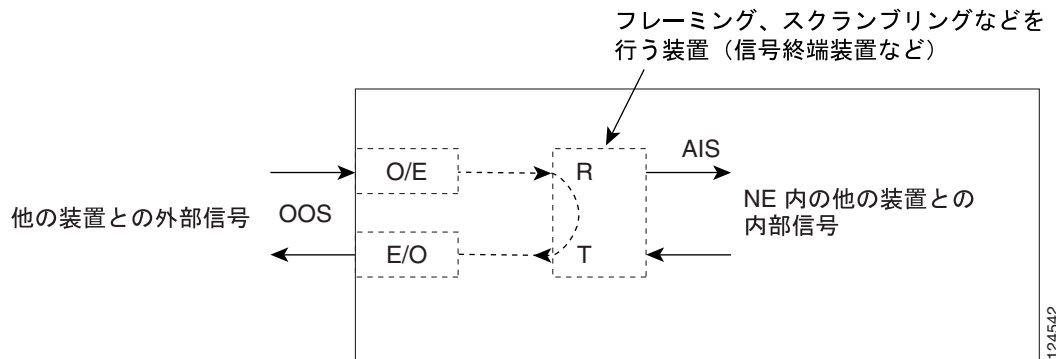 フレーミング、スクランブリングなどを
行う装置（信号終端装置など）
O/E
R
AIS
他の装置との外部信号
OOS
NE 内の他の装置との
内部信号
E/O
T
124542